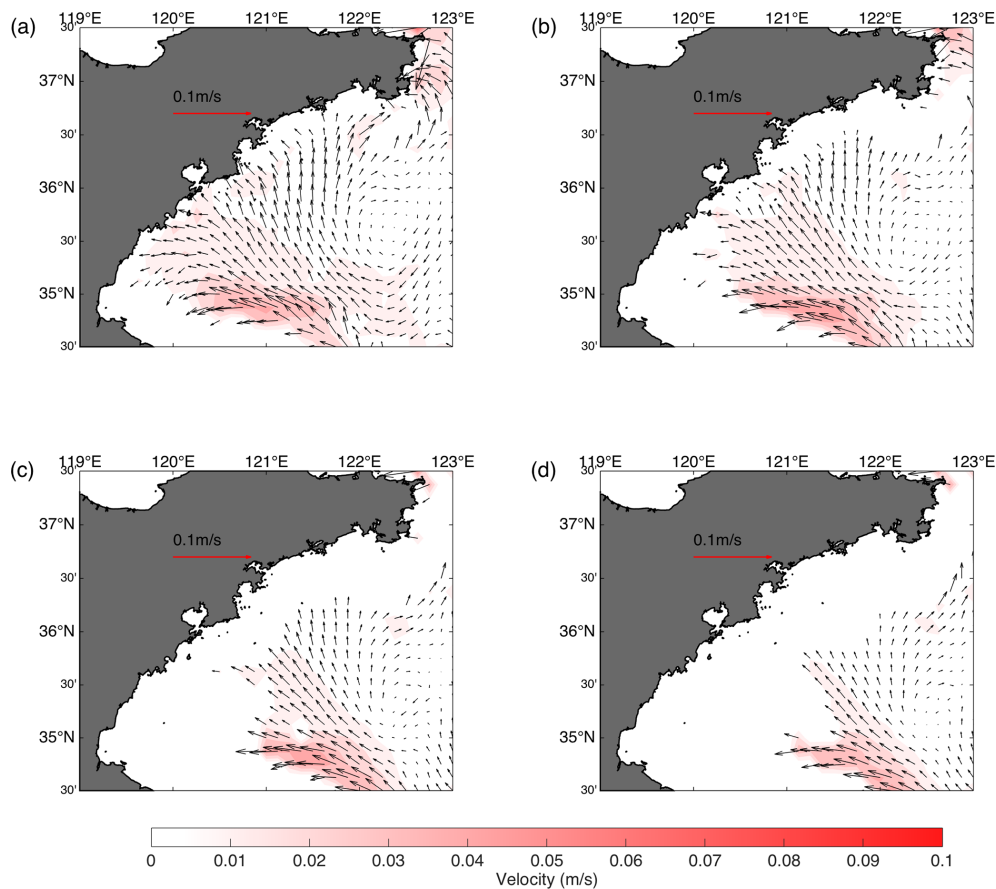 (a) 119°E 120°E 121°E 122°E 123°E
30'
37°N
0.1m/s
30'
36°N
30'
35°N
30'
(b) 119°E 120°E 121°E 122°E 123°E
30'
37°N
0.1m/s
30'
36°N
30'
35°N
30'
(c) 119°E 120°E 121°E 122°E 123°E
30'
37°N
0.1m/s
30'
36°N
30'
35°N
30'
(d) 119°E 120°E 121°E 122°E 123°E
30'
37°N
0.1m/s
30'
36°N
30'
35°N
30'
0 0.01 0.02 0.03 0.04 0.05 0.06 0.07 0.08 0.09 0.1
Velocity (m/s)